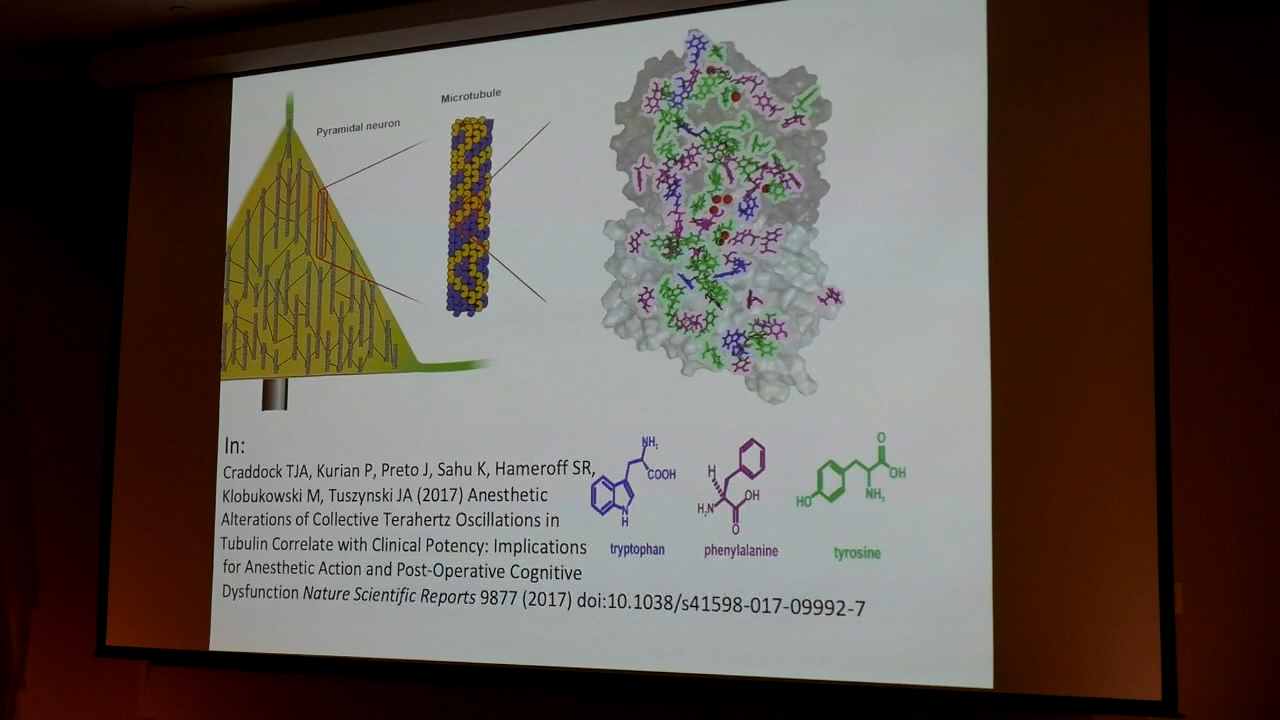 Pyramidal neuron
Microtubule
In:
Craddock TJA, Kurian P, Preto J, Sahu K, Hameroff SR,
Klobukowski M, Tuszynski JA (2017) Anesthetic
Alterations of Collective Terahertz Oscillations in
Tubulin Correlate with Clinical Potency: Implications
for Anesthetic Action and Post-Operative Cognitive
Dysfunction Nature Scientific Reports 9877 (2017) doi:10.1038/s41598-017-09992-7
NH₂
COOH
N
H
tryptophan
H
H₂N
OH
O
phenylalanine
O
OH
NH₂
HO
tyrosine